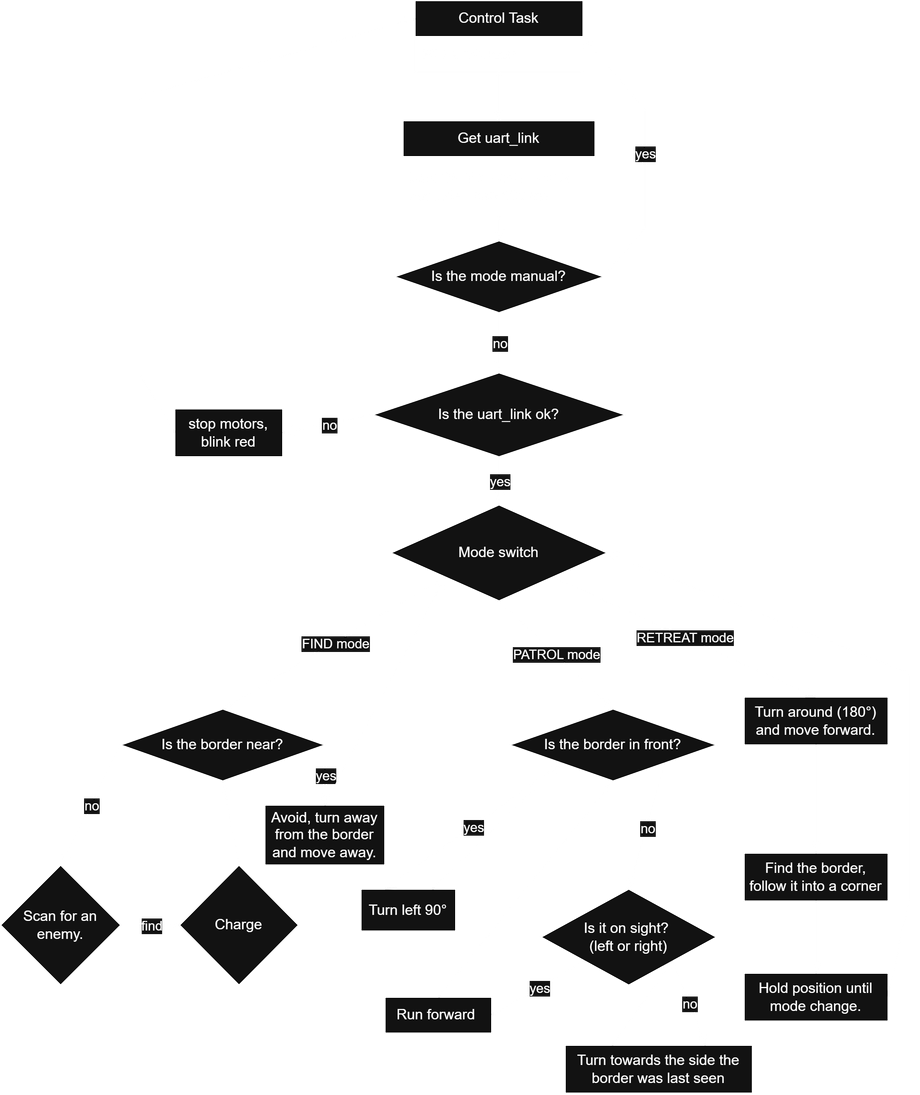 Control Task
Get uart_link
yes
Is the mode manual?
no
Is the uart_link ok?
stop motors,
blink red
no
yes
Mode switch
FIND mode
PATROL mode
RETREAT mode
Is the border near?
Is the border in front?
Turn around (180°)
and move forward.
yes
no
Avoid, turn away
from the border
and move away.
yes
no
Find the border,
follow it into a corner
Scan for an
enemy.
find
Charge
Turn left 90°
Is it on sight?
(left or right)
yes
Hold position until
mode change.
no
Run forward
Turn towards the side the
border was last seen